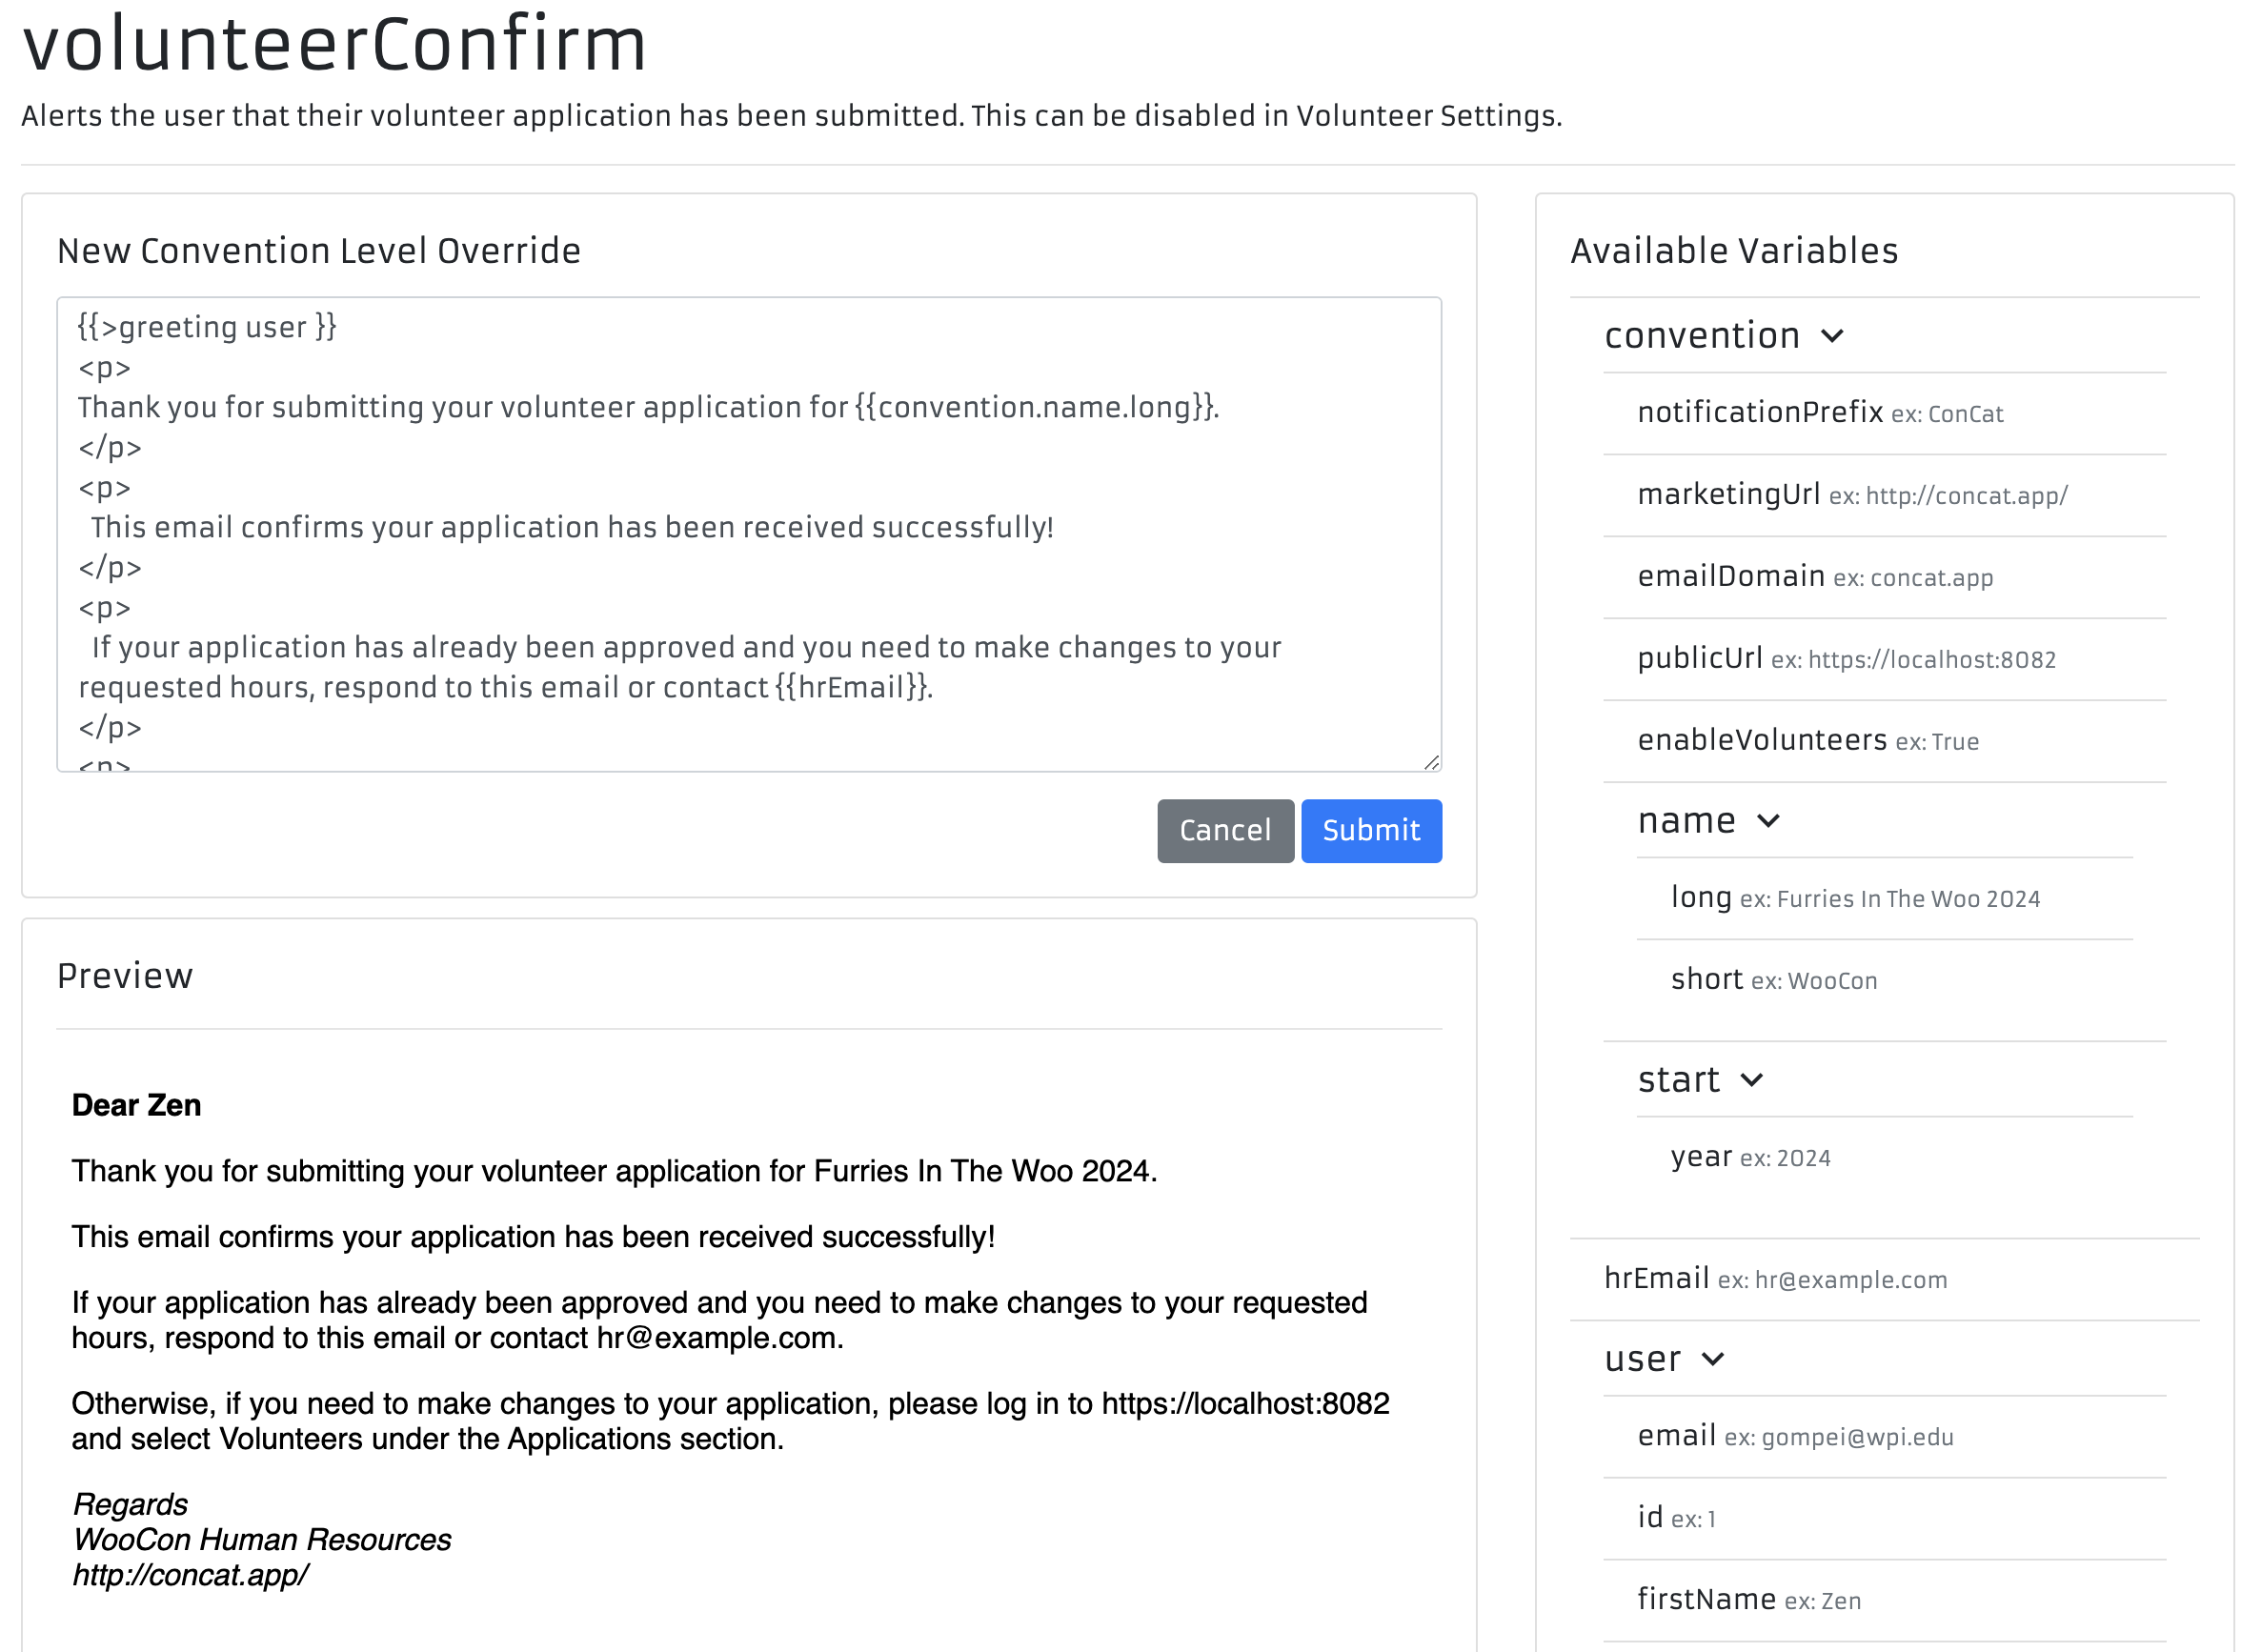 volunteerConfirm
Alerts the user that their volunteer application has been submitted. This can be disabled in Volunteer Settings.
New Convention Level Override
{{>greeting user }}
<p>
Thank you for submitting your volunteer application for {{convention.name.long}}.
</p>
<p>
This email confirms your application has been received successfully!
</p>
<p>
If your application has already been approved and you need to make changes to your
requested hours, respond to this email or contact {{hrEmail}}.
</p>
<p>
Cancel Submit
Preview
Dear Zen
Thank you for submitting your volunteer application for Furries In The Woo 2024.
This email confirms your application has been received successfully!
If your application has already been approved and you need to make changes to your requested
hours, respond to this email or contact hr@example.com.
Otherwise, if you need to make changes to your application, please log in to https://localhost:8082
and select Volunteers under the Applications section.
Regards
WooCon Human Resources
http://concat.app/
Available Variables
convention
notificationPrefix ex: ConCat
marketingUrl ex: http://concat.app/
emailDomain ex: concat.app
publicUrl ex: https://localhost:8082
enableVolunteers ex: True
name
long ex: Furries In The Woo 2024
short ex: WooCon
start
year ex: 2024
hrEmail ex: hr@example.com
user
email ex: gompei@wpi.edu
id ex: 1
firstName ex: Zen